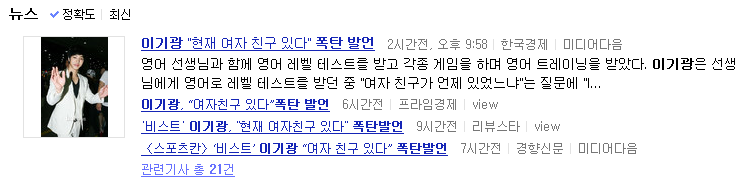 뉴스 정확도 | 최신
이기광 "현재 여자 친구 있다" 폭탄 발언 2시간전, 오후 9:58 | 한국경제 | 미디어다음
영어 선생님과 함께 영어 레벨 테스트를 받고 각종 게임을 하며 영어 트레이닝을 받았다. 이기광은 선생
님에게 영어로 레벨 테스트를 받던 중 "여자 친구가 언제 있었느냐"는 질문에 "I...
이기광, “여자친구 있다”폭탄 발언 6시간전 | 프라임경제 | view
'비스트' 이기광, "현재 여자친구 있다" 폭탄발언 9시간전 | 리뷰스타 | view
〈스포츠칸〉 ‘비스트’ 이기광 “여자 친구 있다” 폭탄발언 7시간전 | 경향신문 | 미디어다음
관련기사 총 21건